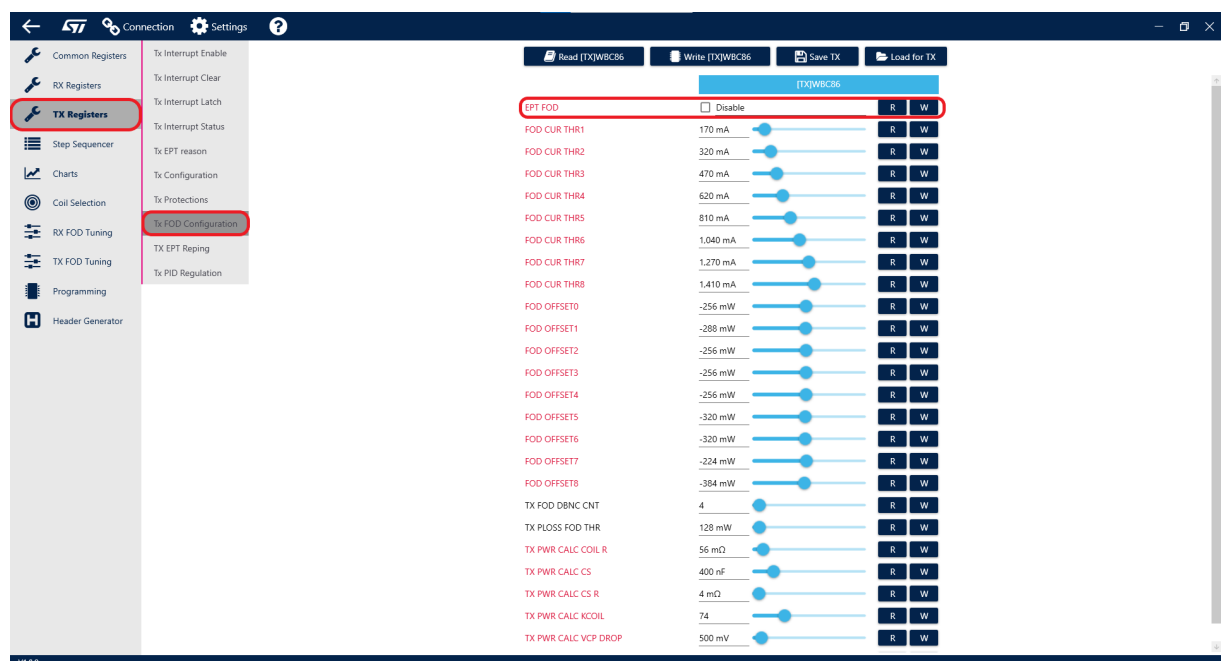 Connection Settings ?
Common Registers
RX Registers
TX Registers
Step Sequencer
Charts
Coil Selection
RX FOD Tuning
TX FOD Tuning
Programming
Header Generator
Tx Interrupt Enable
Tx Interrupt Clear
Tx Interrupt Latch
Tx Interrupt Status
Tx EPT reason
Tx Configuration
Tx Protections
Tx FOD Configuration
TX EPT Reping
Tx PID Regulation
Read [TX]WBC86 Write [TX]WBC86 Save TX Load for TX
[TX]WBC86
EPT FOD Disable R W
FOD CUR THR1 170 mA R W
FOD CUR THR2 320 mA R W
FOD CUR THR3 470 mA R W
FOD CUR THR4 620 mA R W
FOD CUR THR5 810 mA R W
FOD CUR THR6 1,040 mA R W
FOD CUR THR7 1,270 mA R W
FOD CUR THR8 1,410 mA R W
FOD OFFSET0 -256 mW R W
FOD OFFSET1 -288 mW R W
FOD OFFSET2 -256 mW R W
FOD OFFSET3 -256 mW R W
FOD OFFSET4 -256 mW R W
FOD OFFSET5 -320 mW R W
FOD OFFSET6 -320 mW R W
FOD OFFSET7 -224 mW R W
FOD OFFSET8 -384 mW R W
TX FOD DBNC CNT 4 R W
TX PLOSS FOD THR 128 mW R W
TX PWR CALC COIL R 56 mΩ R W
TX PWR CALC CS 400 nF R W
TX PWR CALC CS R 4 mΩ R W
TX PWR CALC KCOIL 74 R W
TX PWR CALC VCP DROP 500 mV R W